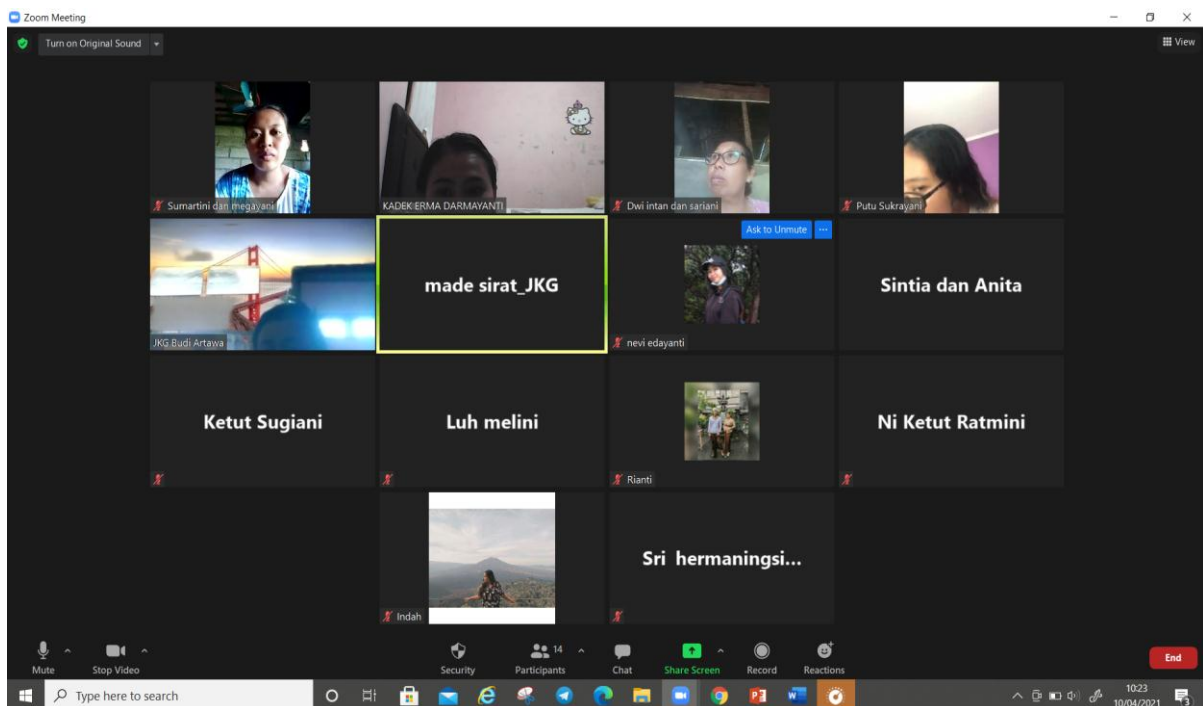 Zoom Meeting
Turn on Original Sound
View
Sumartini dan megayani
KADEK ERMA DARMAYANTI
Dwi intan dan sariani
Putu Sukrayani
JKG Budi Artawa
made sirat_JKG
Ask to Unmute ...
nevi edayanti
Sintia dan Anita
Ketut Sugiani
Luh melini
Rianti
Ni Ketut Ratmini
Indah
Sri hermaningsi...
Mute
Stop Video
Security
Participants 14
Chat
Share Screen
Record
Reactions
End
Type here to search
10:23
10/04/2021
3